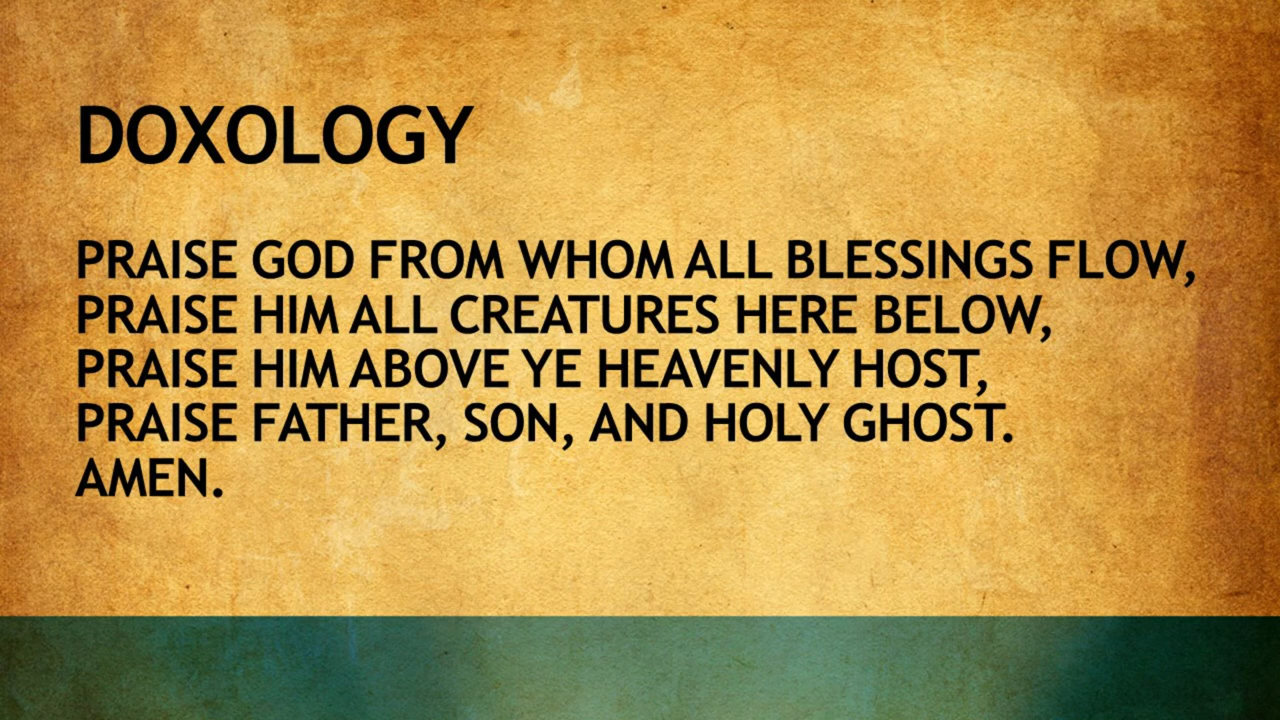 DOXOLOGY
PRAISE GOD FROM WHOM ALL BLESSINGS FLOW,
PRAISE HIM ALL CREATURES HERE BELOW,
PRAISE HIM ABOVE YE HEAVENLY HOST,
PRAISE FATHER, SON, AND HOLY GHOST.
AMEN.